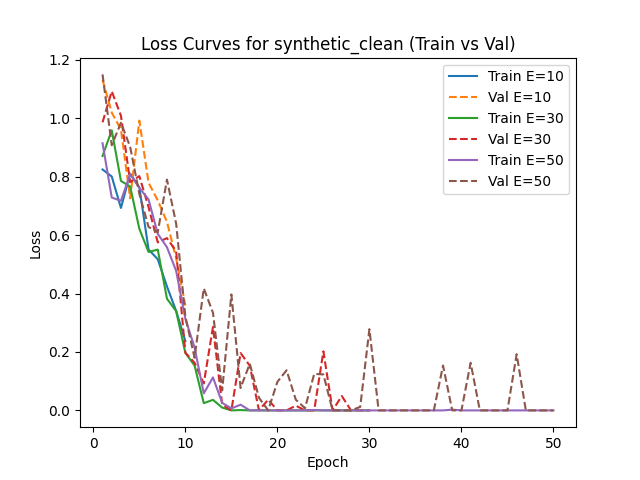 Loss Curves for synthetic_clean (Train vs Val)
Train E=10
Val E=10
Train E=30
Val E=30
Train E=50
Val E=50
Loss
1.2
1.0
0.8
0.6
0.4
0.2
0.0
0 10 20 30 40 50
Epoch